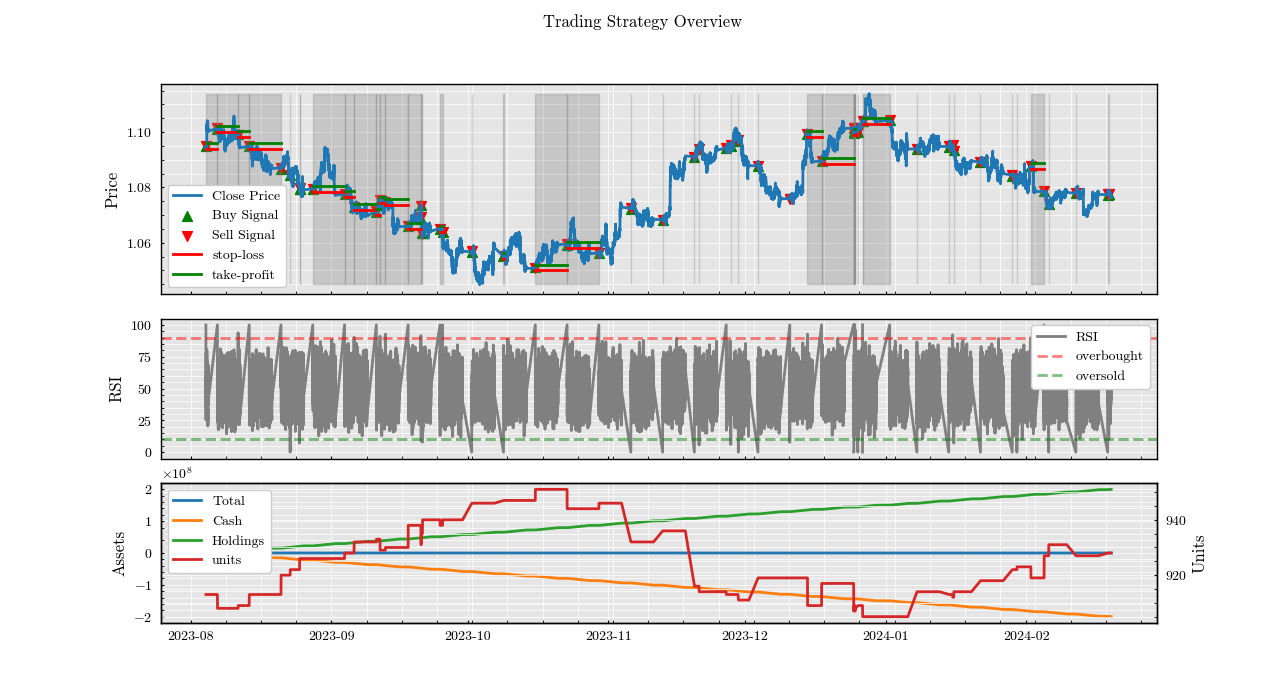 Trading Strategy Overview
Price
1.10
1.08
1.06
Close Price
Buy Signal
Sell Signal
stop-loss
take-profit
RSI
100
75
50
25
0
RSI
overbought
oversold
×10⁸
Assets
2
1
0
−1
−2
Total
Cash
Holdings
units
940
920
Units
2023-08
2023-09
2023-10
2023-11
2023-12
2024-01
2024-02